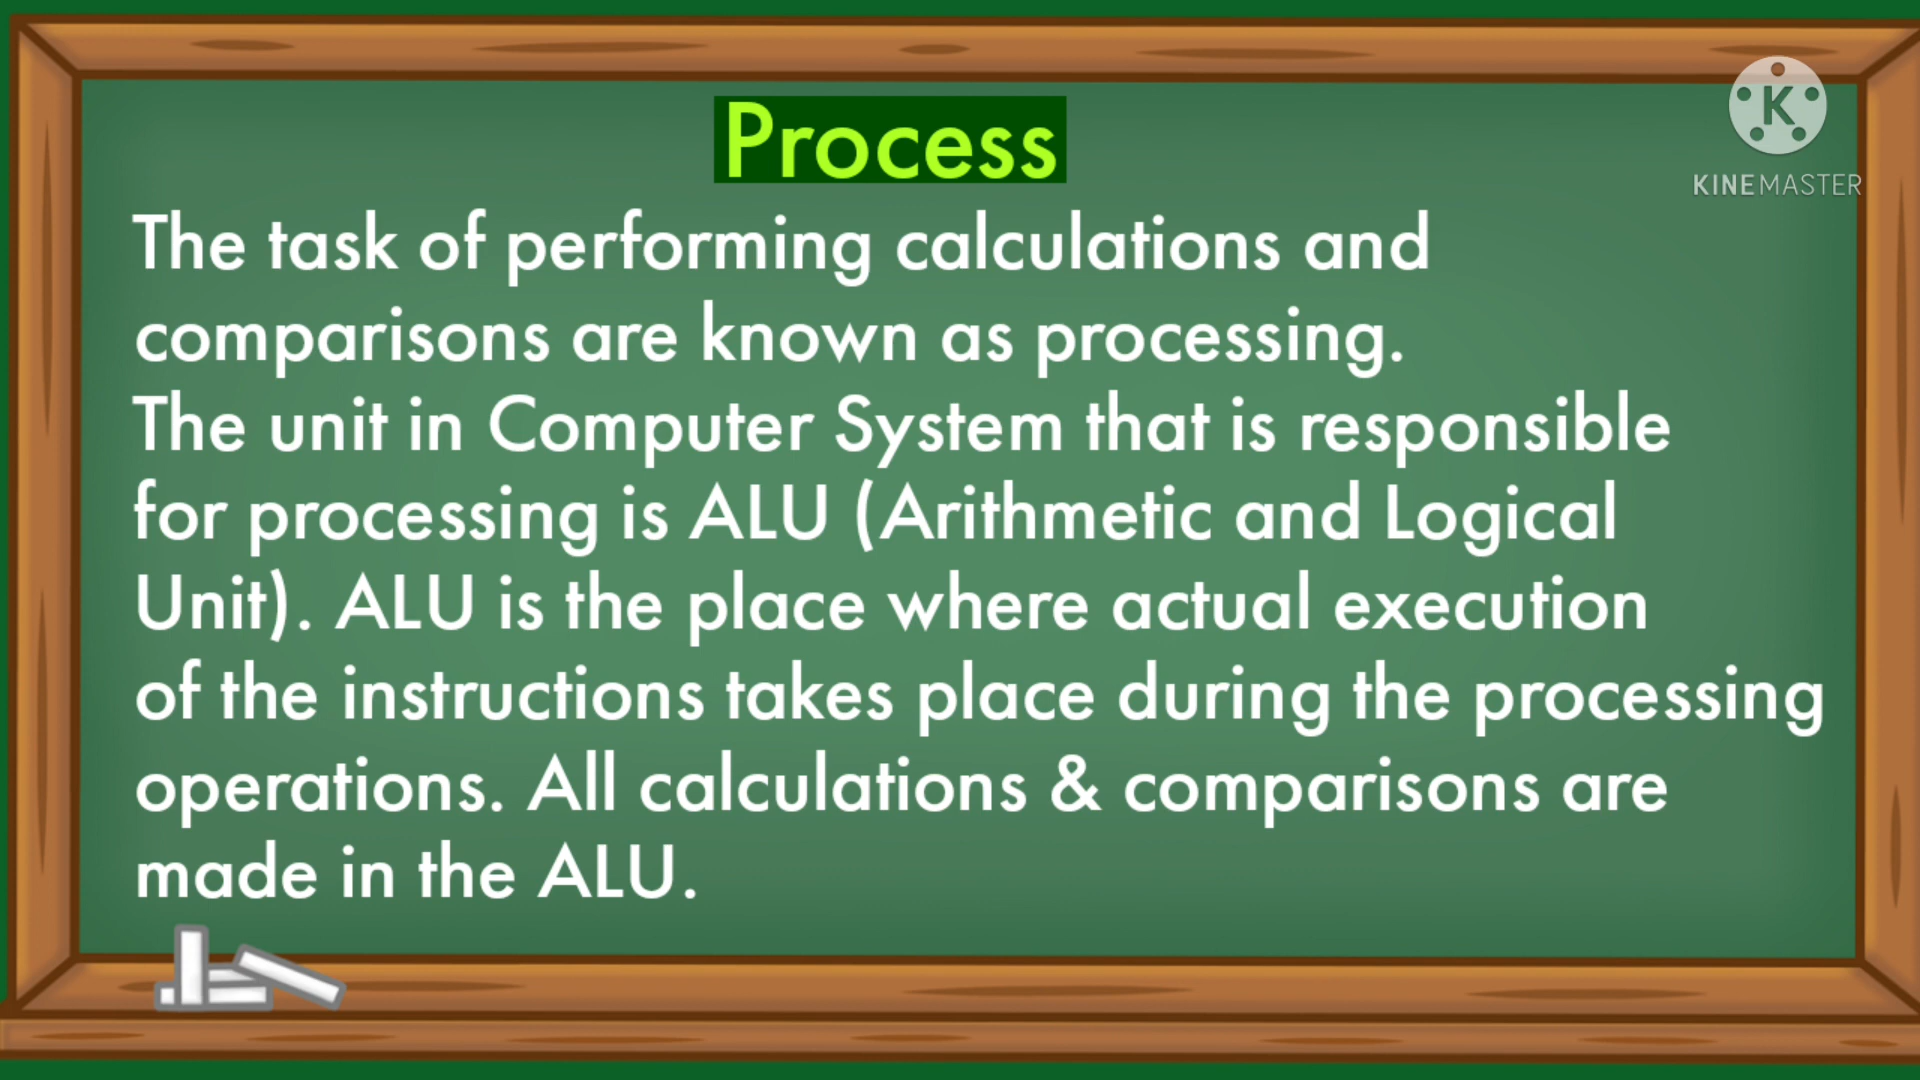 Process
K
KINEMASTER
The task of performing calculations and
comparisons are known as processing.
The unit in Computer System that is responsible
for processing is ALU (Arithmetic and Logical
Unit). ALU is the place where actual execution
of the instructions takes place during the processing
operations. All calculations & comparisons are
made in the ALU.